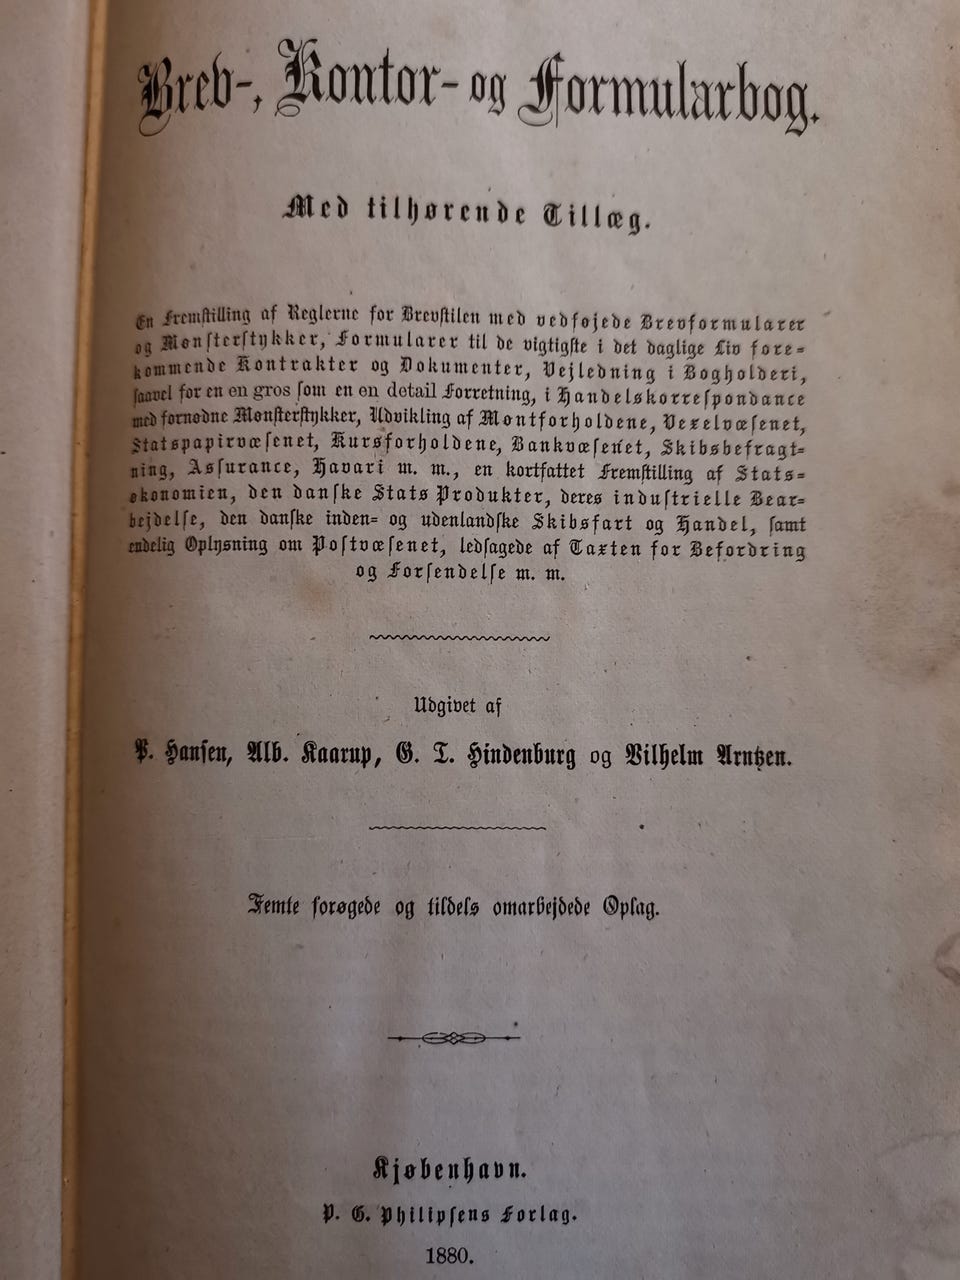 Brev-, Kontor- og Formularbog.
Med tilhørende Tillæg.
En Fremstilling af Reglerne for Brevstilen med vedføjede Brevformularer
og Mønsterstykker, Formularer til de vigtigste i det daglige Liv fore=
kommende Kontrakter og Dokumenter, Vejledning i Bogholderi,
saavel for en en gros som en en detail Forretning, i Handelskorrespondance
med fornødne Mønsterstykker, Udvikling af Møntforholdene, Vexelvæsenet,
Statspapirvæsenet, Kursforholdene, Bankvæsenet, Skibsbefragt=
ning, Assurance, Havari m. m., en kortfattet Fremstilling af Stats=
økonomien, den danske Stats Produkter, deres industrielle Bear=
bejdelse, den danske inden= og udenlandske Skibsfart og Handel, samt
endelig Oplysning om Postvæsenet, ledsagede af Taxten for Befordring
og Forsendelse m. m.
Udgivet af
P. Hansen, Alb. Kaarup, G. T. Hindenburg og Vilhelm Arntzen.
Femte forøgede og tildels omarbejdede Oplag.
Kjøbenhavn.
P. G. Philipsens Forlag.
1880.